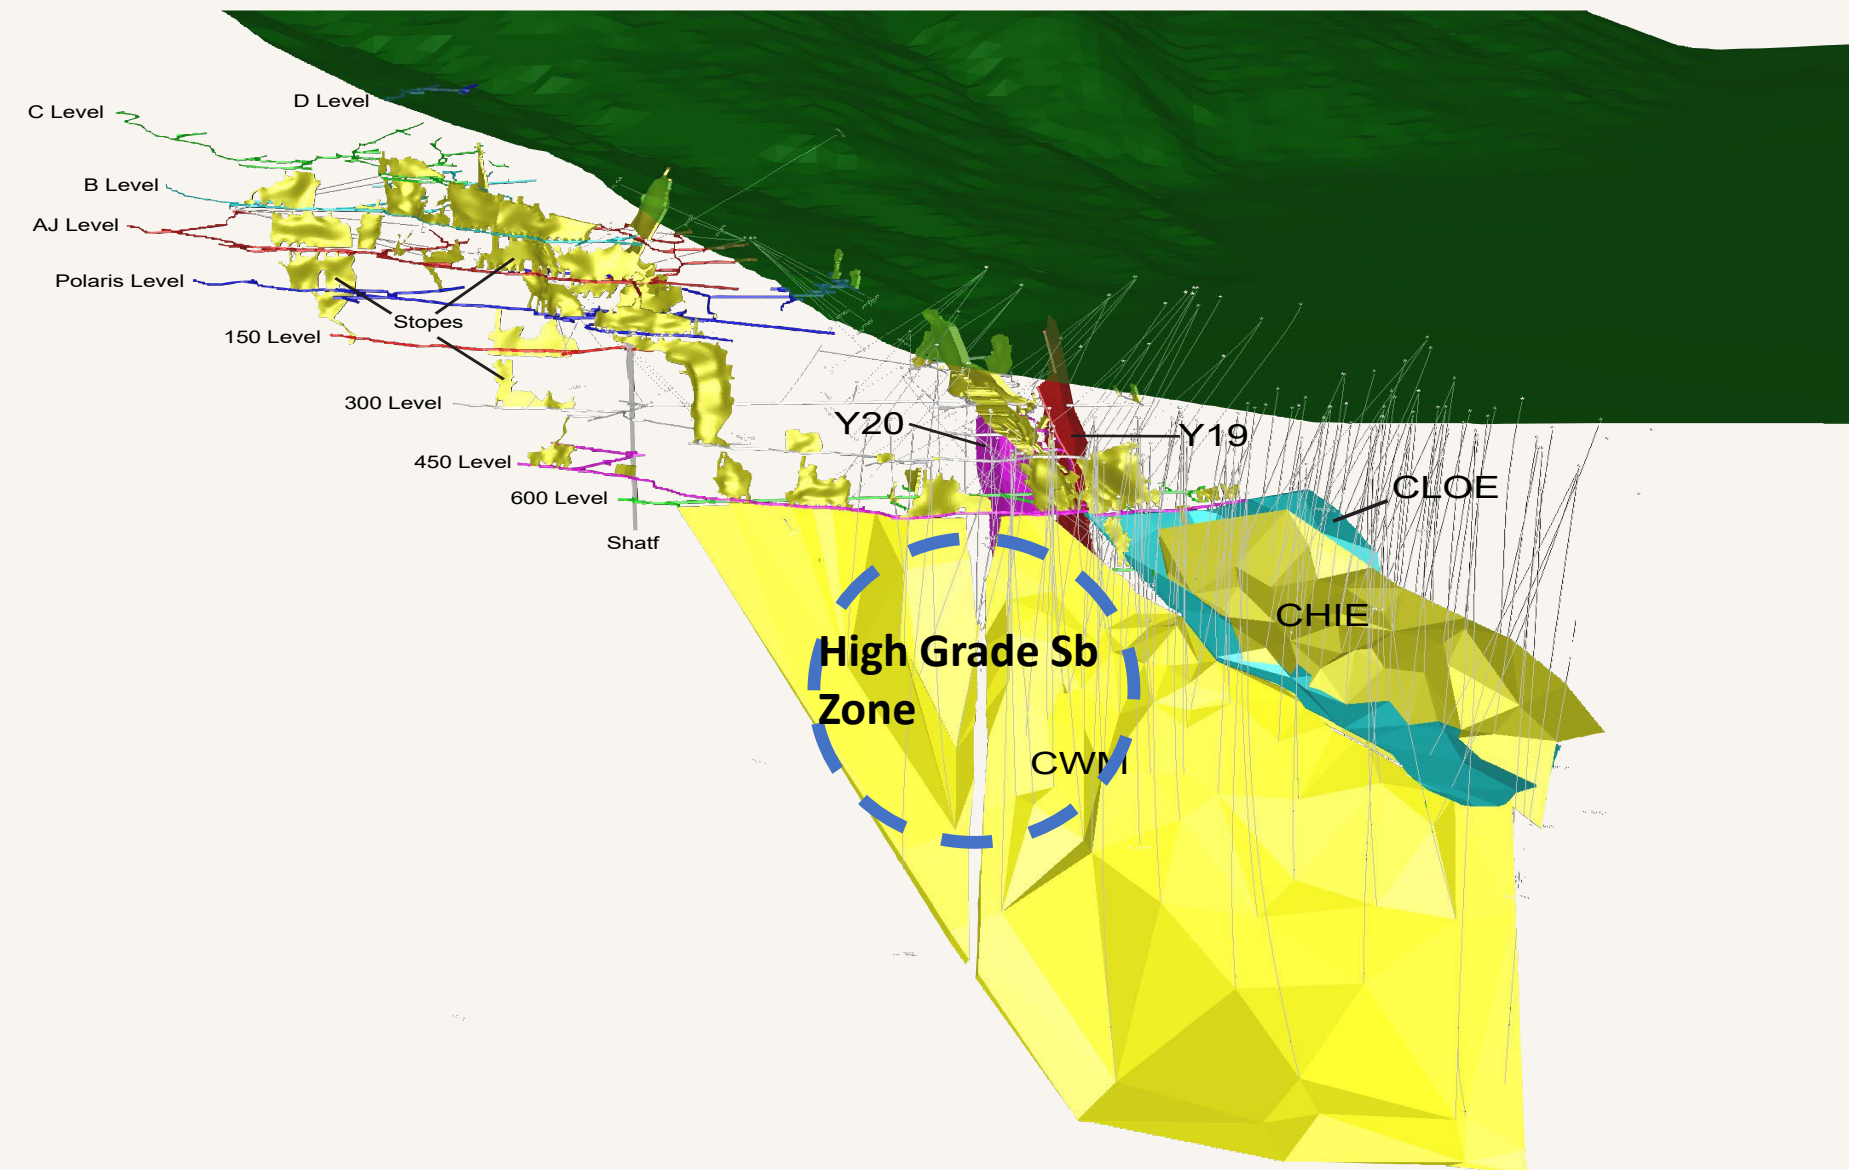 D Level
C Level
B Level
AJ Level
Polaris Level
Stopes
150 Level
300 Level
Y20
Y19
450 Level
600 Level
CLOE
Shatf
CHIE
High Grade Sb
Zone
CWM